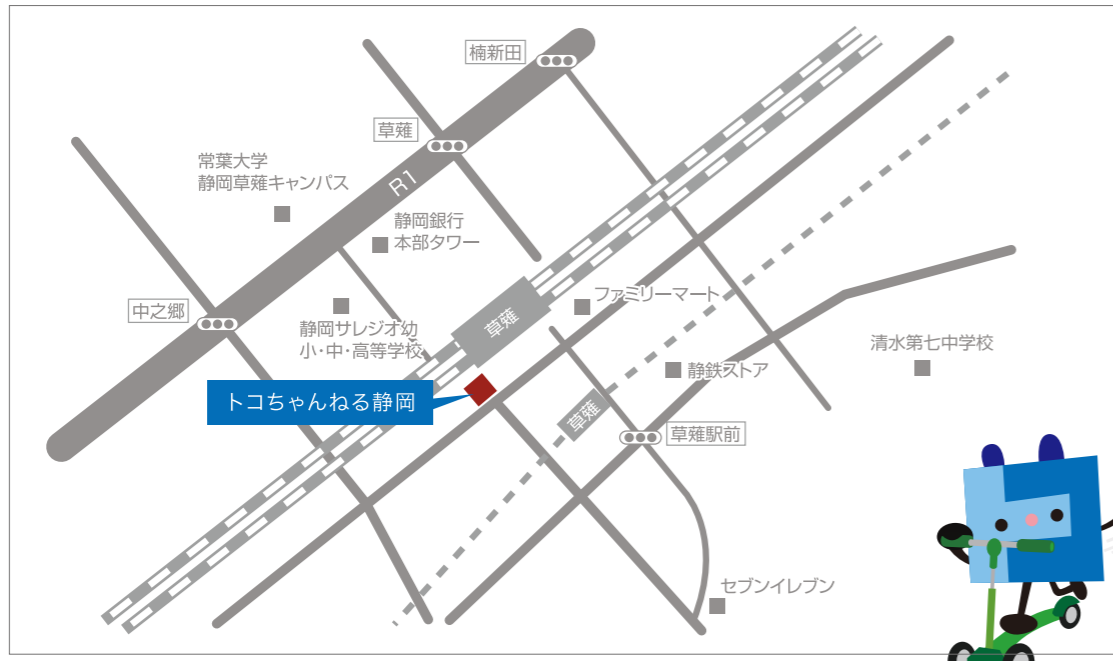 楠新田
草薙
常葉大学
静岡草薙キャンパス
R1
静岡銀行
本部タワー
中之郷
静岡サレジオ幼
小・中・高等学校
草薙
ファミリーマート
清水第七中学校
静鉄ストア
トコちゃんねる静岡
草薙
草薙駅前
セブンイレブン